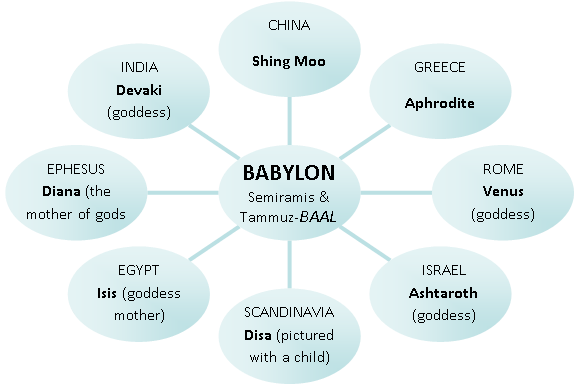 CHINA
Shing Moo
GREECE
Aphrodite
ROME
Venus
(goddess)
ISRAEL
Ashtaroth
(goddess)
SCANDINAVIA
Disa (pictured
with a child)
EGYPT
Isis (goddess
mother)
EPHESUS
Diana (the
mother of gods
INDIA
Devaki
(goddess)
BABYLON
Semiramis &
Tammuz-BAAL